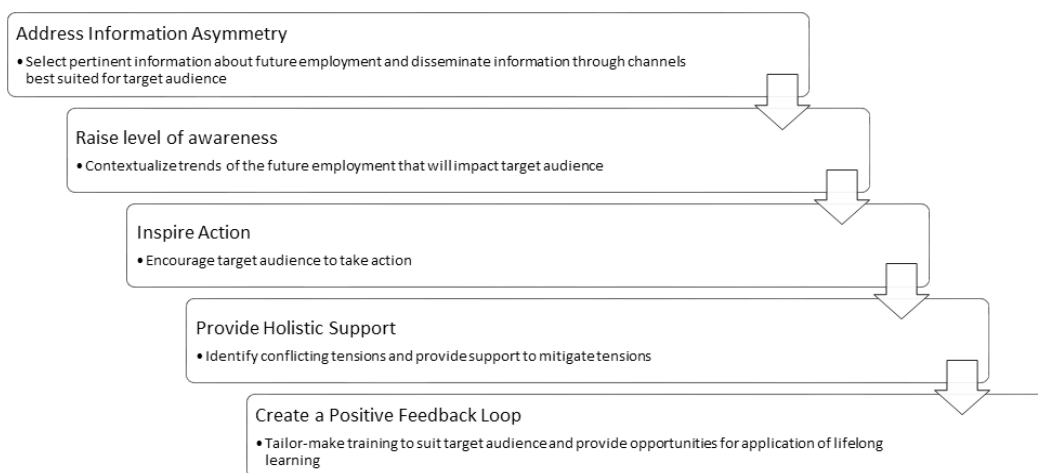 Address Information Asymmetry
• Select pertinent information about future employment and disseminate information through channels
best suited for target audience
Raise level of awareness
• Contextualize trends of the future employment that will impact target audience
Inspire Action
• Encourage target audience to take action
Provide Holistic Support
• Identify conflicting tensions and provide support to mitigate tensions
Create a Positive Feedback Loop
• Tailor-make training to suit target audience and provide opportunities for application of lifelong
learning